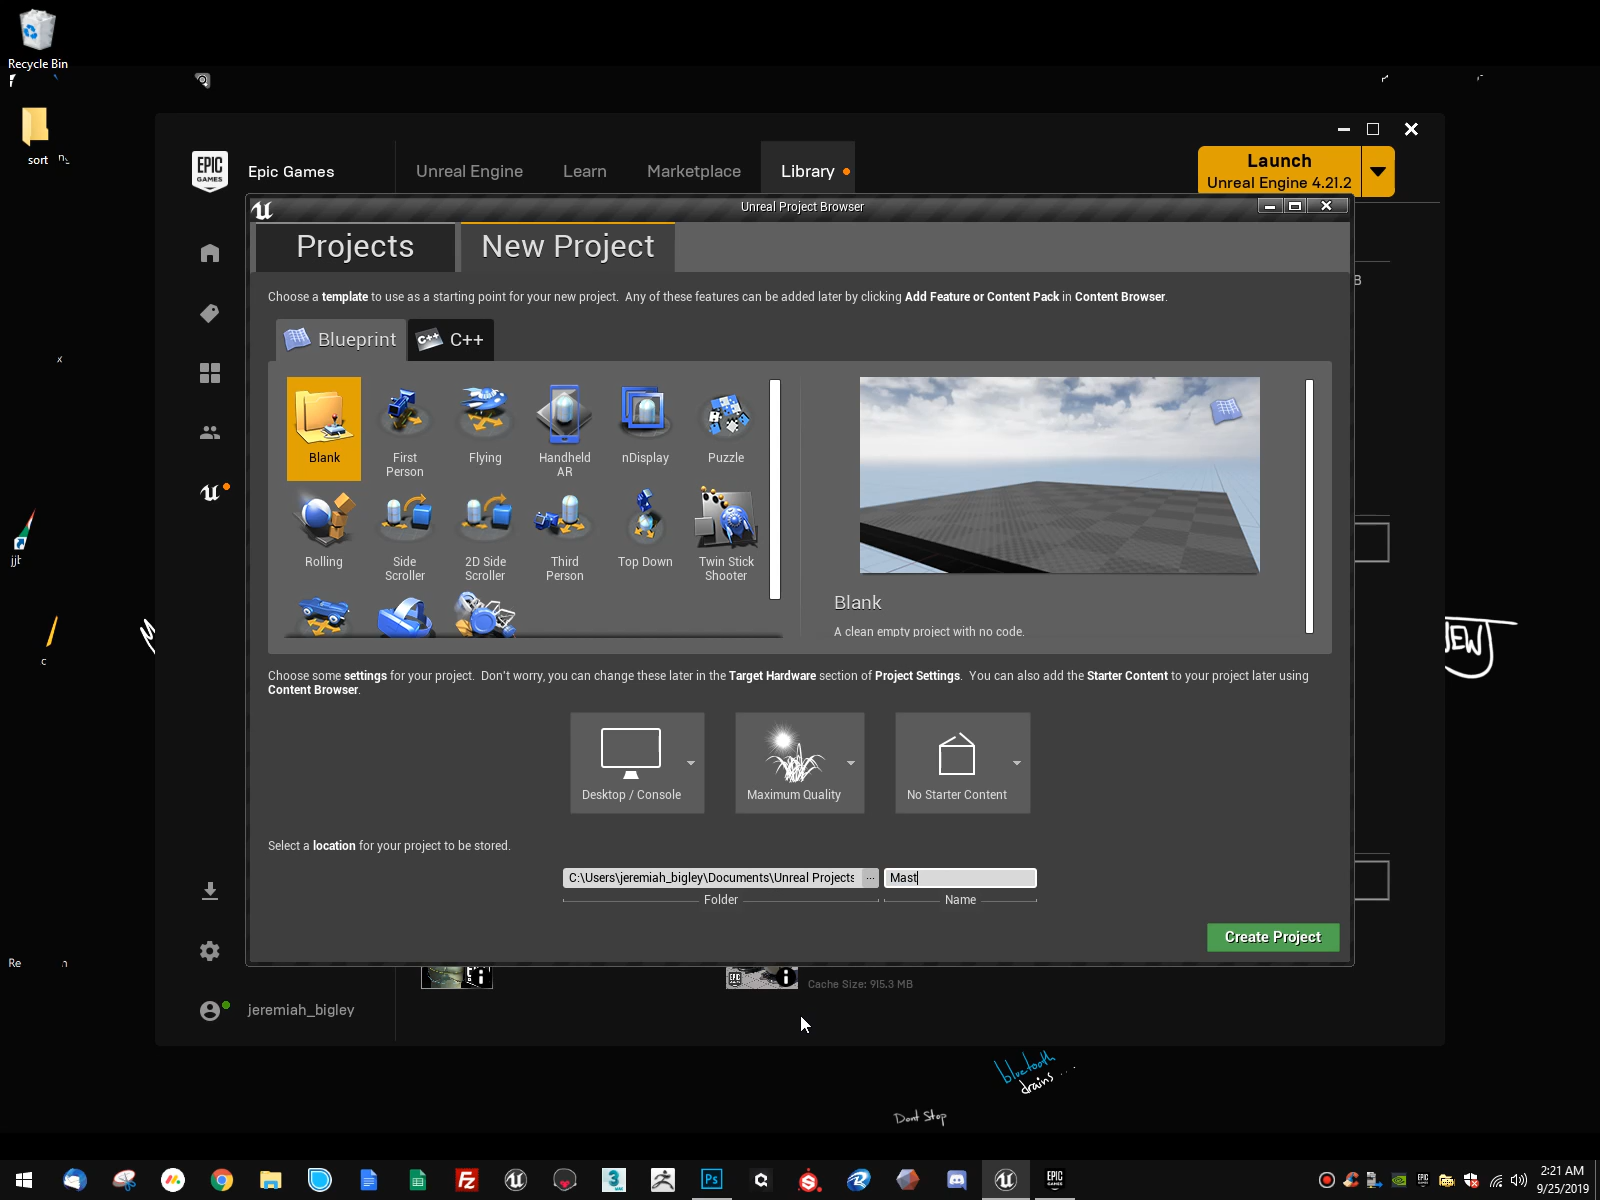 Recycle Bin
sort
EPIC GAMES
Epic Games
Unreal Engine
Learn
Marketplace
Library
Launch
Unreal Engine 4.21.2
Unreal Project Browser
Projects
New Project
Choose a template to use as a starting point for your new project. Any of these features can be added later by clicking Add Feature or Content Pack in Content Browser.
Blueprint
C++
C++
Blank
First Person
Flying
Handheld AR
nDisplay
Puzzle
Rolling
Side Scroller
2D Side Scroller
Third Person
Top Down
Twin Stick Shooter
Blank
A clean empty project with no code.
Choose some settings for your project. Don't worry, you can change these later in the Target Hardware section of Project Settings. You can also add the Starter Content to your project later using
Content Browser.
Desktop / Console
Maximum Quality
No Starter Content
Select a location for your project to be stored.
C:\Users\jeremiah_bigley\Documents\Unreal Projects
...
Mast
Folder
Name
Create Project
Cache Size: 915.3 MB
jeremiah_bigley
B
jjb
c
Re
bluetooth
drains ...
Dont Stop
2:21 AM
9/25/2019